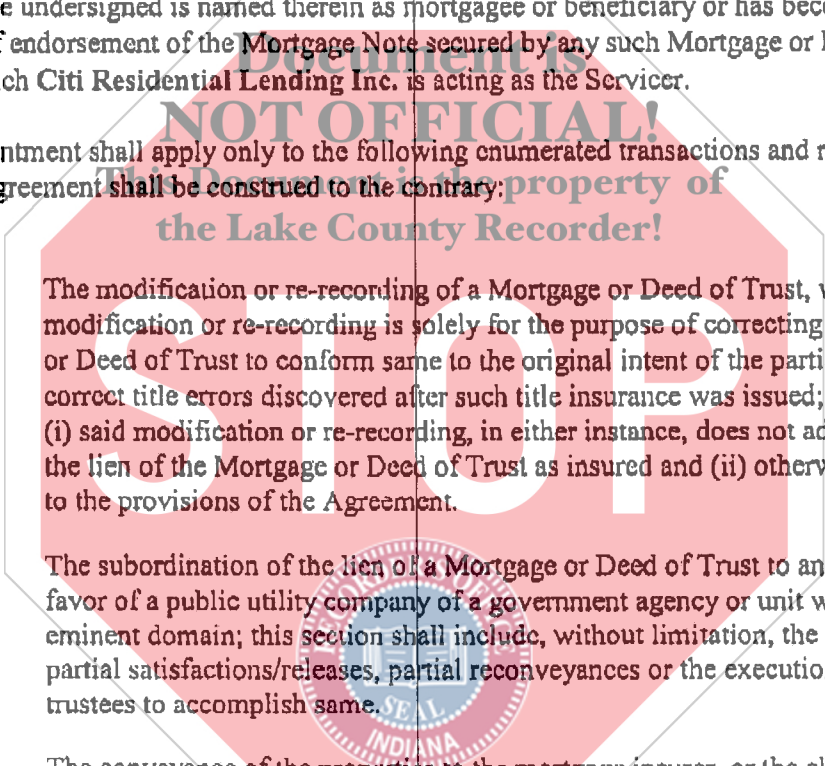 e undersigned is named therein as mortgagee or beneficiary or has bec
f endorsement of the Mortgage Note secured by any such Mortgage or
ch Citi Residential Lending Inc. is acting as the Servicer.
Document is
NOT OFFICIAL!
This Document is the property of
the Lake County Recorder!
ntment shall apply only to the following enumerated transactions and
greement shall be construed to the contrary:
STOP
The modification or re-recording of a Mortgage or Deed of Trust,
modification or re-recording is solely for the purpose of correcting
or Deed of Trust to conform same to the original intent of the parti
correct title errors discovered after such title insurance was issued;
(i) said modification or re-recording, in either instance, does not ad
the lien of the Mortgage or Deed of Trust as insured and (ii) otherw
to the provisions of the Agreement.
The subordination of the lien of a Mortgage or Deed of Trust to an
favor of a public utility company of a government agency or unit w
eminent domain; this section shall include, without limitation, the
partial satisfactions/releases, partial reconveyances or the executio
trustees to accomplish same.
SEAL
INDIANA